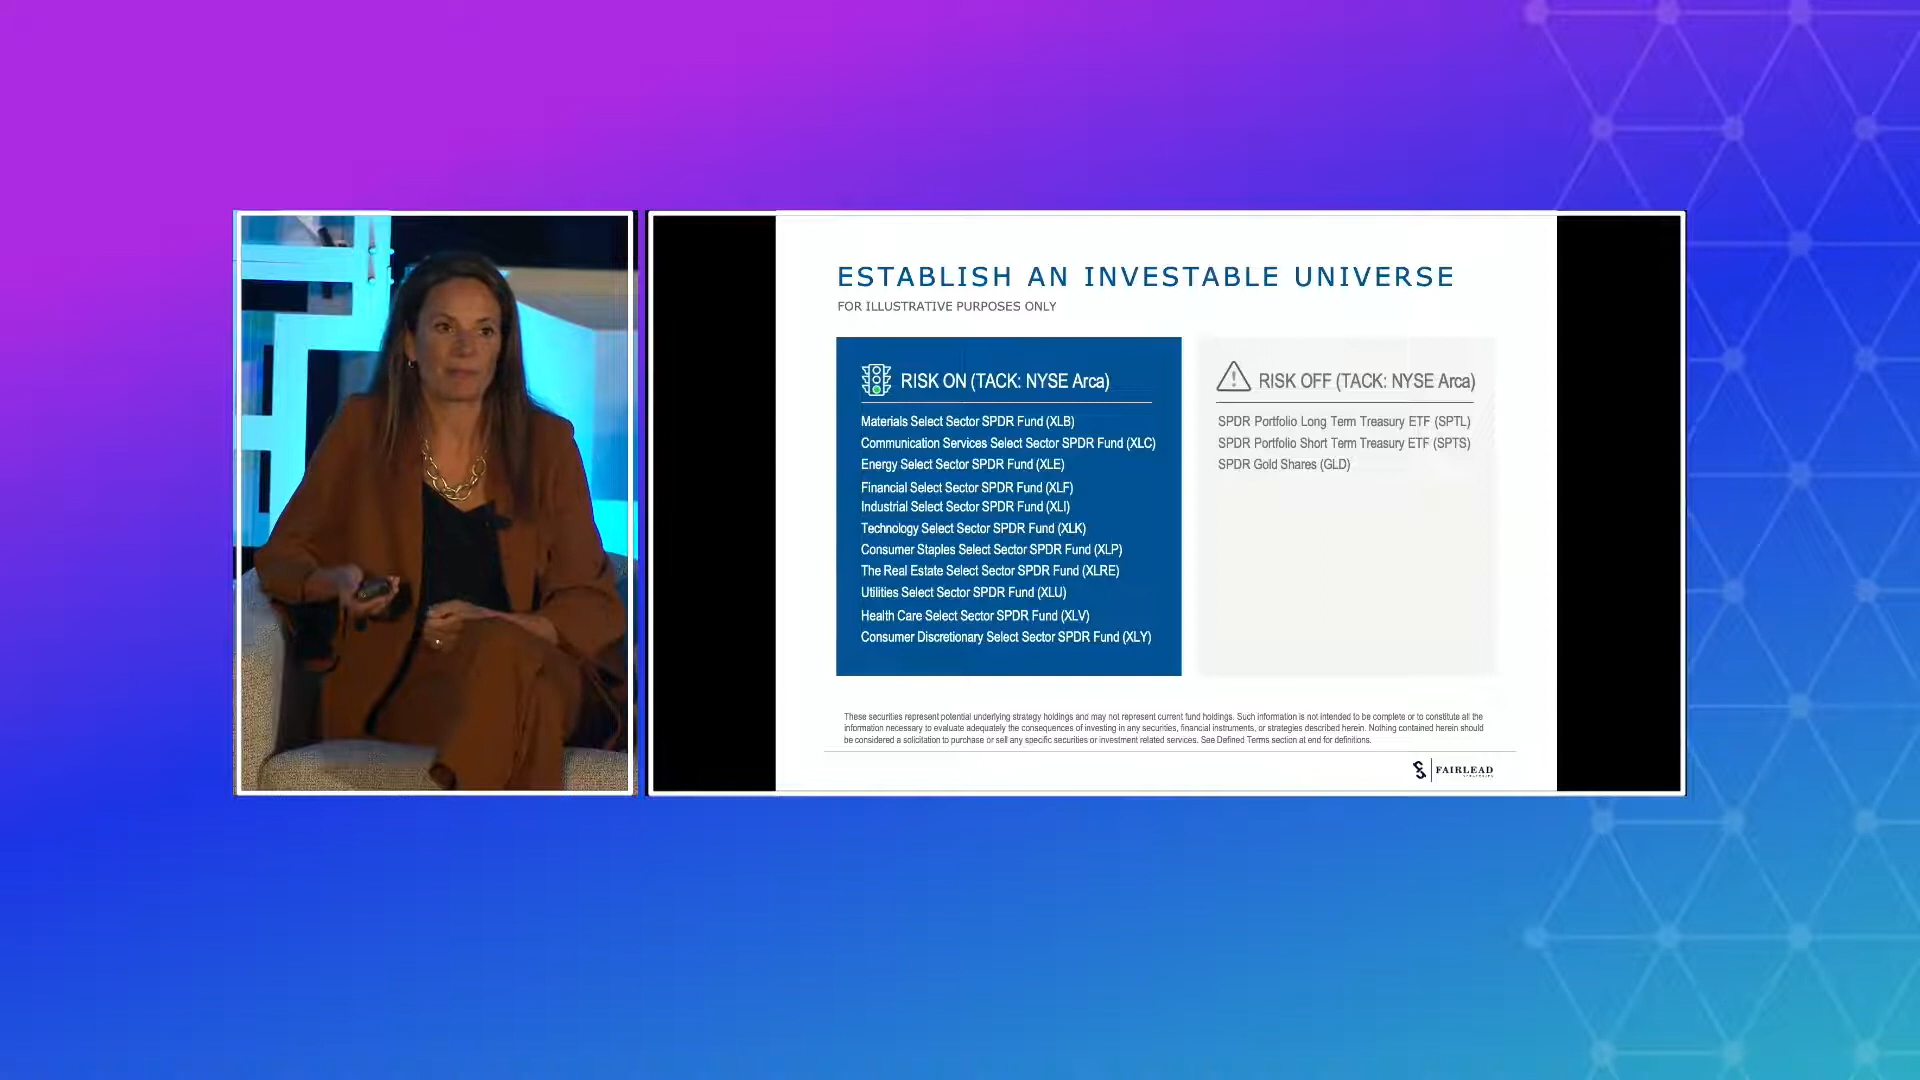 ESTABLISH AN INVESTABLE UNIVERSE
FOR ILLUSTRATIVE PURPOSES ONLY
RISK ON (TACK: NYSE Arca)
Materials Select Sector SPDR Fund (XLB)
Communication Services Select Sector SPDR Fund (XLC)
Energy Select Sector SPDR Fund (XLE)
Financial Select Sector SPDR Fund (XLF)
Industrial Select Sector SPDR Fund (XLI)
Technology Select Sector SPDR Fund (XLK)
Consumer Staples Select Sector SPDR Fund (XLP)
The Real Estate Select Sector SPDR Fund (XLRE)
Utilities Select Sector SPDR Fund (XLU)
Health Care Select Sector SPDR Fund (XLV)
Consumer Discretionary Select Sector SPDR Fund (XLY)
RISK OFF (TACK: NYSE Arca)
SPDR Portfolio Long Term Treasury ETF (SPTL)
SPDR Portfolio Short Term Treasury ETF (SPTS)
SPDR Gold Shares (GLD)
These securities represent potential underlying strategy holdings and may not represent current fund holdings. Such information is not intended to be complete or to constitute all the
information necessary to evaluate adequately the consequences of investing in any securities, financial instruments, or strategies described herein. Nothing contained herein should
be considered a solicitation to purchase or sell any specific securities or investment related services. See Defined Terms section at end for definitions.
FAIRLEAD